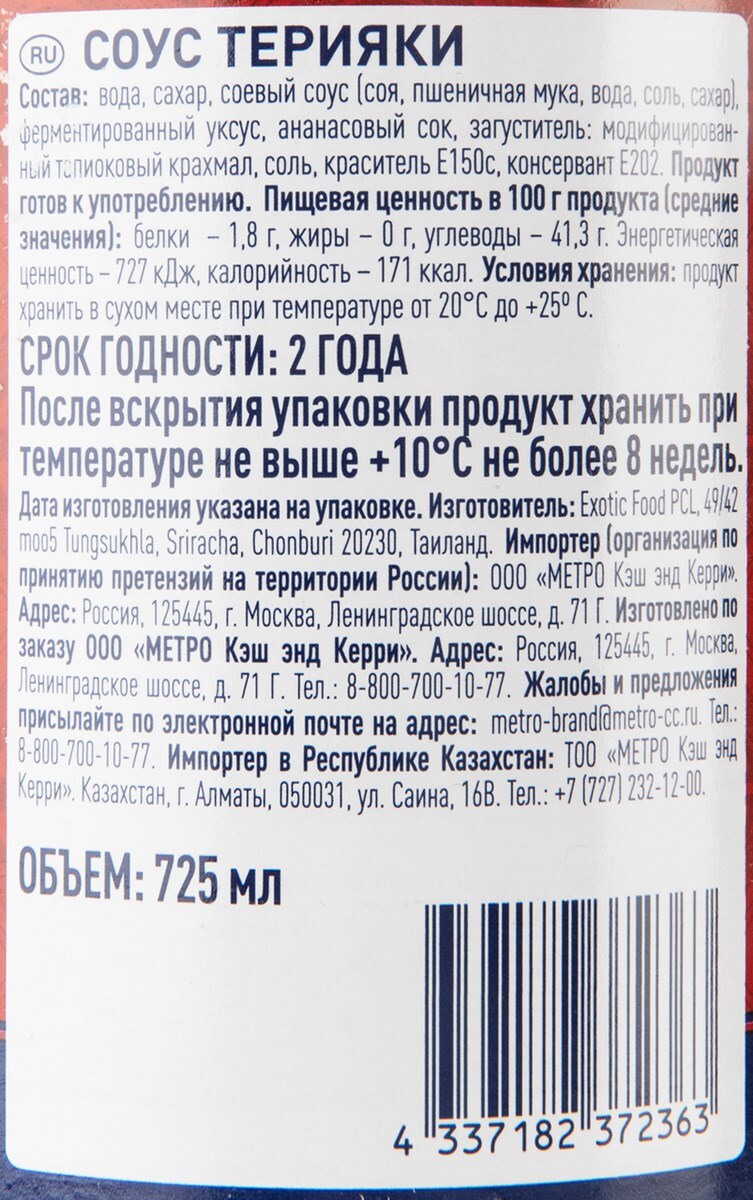 RU СОУС ТЕРИЯКИ
Состав: вода, сахар, соевый соус (соя, пшеничная мука, вода, соль, сахар),
ферментированный уксус, ананасовый сок, загуститель: модифицирован-
ный тапиоковый крахмал, соль, краситель Е150с, консервант Е202. Продукт
готов к употреблению. Пищевая ценность в 100 г продукта (средние
значения): белки – 1,8 г, жиры – 0 г, углеводы – 41,3 г. Энергетическая
ценность – 727 кДж, калорийность – 171 ккал. Условия хранения: продукт
хранить в сухом месте при температуре от 20°С до +25º С.
СРОК ГОДНОСТИ: 2 ГОДА
После вскрытия упаковки продукт хранить при
температуре не выше +10°С не более 8 недель.
Дата изготовления указана на упаковке. Изготовитель: Exotic Food PCL, 49/42
moo5 Tungsukhla, Sriracha, Chonburi 20230, Таиланд. Импортер (организация по
принятию претензий на территории России): ООО «МЕТРО Кэш энд Керри».
Адрес: Россия, 125445, г. Москва, Ленинградское шоссе, д. 71 Г. Изготовлено по
заказу ООО «МЕТРО Кэш энд Керри». Адрес: Россия, 125445, г. Москва,
Ленинградское шоссе, д. 71 Г. Тел.: 8-800-700-10-77. Жалобы и предложения
присылайте по электронной почте на адрес: metro-brand@metro-cc.ru. Тел.:
8-800-700-10-77. Импортер в Республике Казахстан: ТОО «МЕТРО Кэш энд
Керри». Казахстан, г. Алматы, 050031, ул. Саина, 16В. Тел.: +7 (727) 232-12-00.
ОБЪЕМ: 725 мл
4 337182 372363